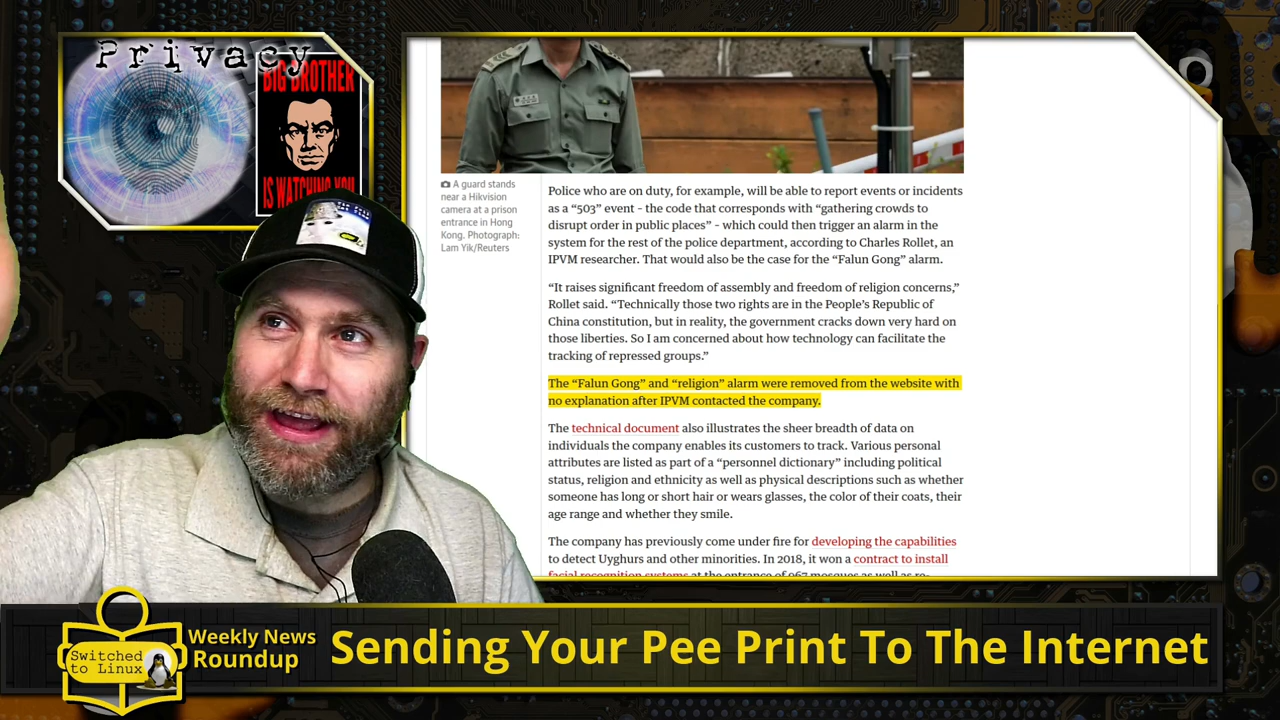 Privacy
BIG BROTHER
IS WATCHING YOU
A guard stands
near a Hikvision
camera at a prison
entrance in Hong
Kong. Photograph:
Lam Yik/Reuters
Police who are on duty, for example, will be able to report events or incidents
as a “503” event – the code that corresponds with “gathering crowds to
disrupt order in public places” – which could then trigger an alarm in the
system for the rest of the police department, according to Charles Rollet, an
IPVM researcher. That would also be the case for the “Falun Gong” alarm.
“It raises significant freedom of assembly and freedom of religion concerns,”
Rollet said. “Technically those two rights are in the People’s Republic of
China constitution, but in reality, the government cracks down very hard on
those liberties. So I am concerned about how technology can facilitate the
tracking of repressed groups.”
The “Falun Gong” and “religion” alarm were removed from the website with
no explanation after IPVM contacted the company.
The technical document also illustrates the sheer breadth of data on
individuals the company enables its customers to track. Various personal
attributes are listed as part of a “personnel dictionary” including political
status, religion and ethnicity as well as physical descriptions such as whether
someone has long or short hair or wears glasses, the color of their coats, their
age range and whether they smile.
The company has previously come under fire for developing the capabilities
to detect Uyghurs and other minorities. In 2018, it won a contract to install
facial recognition systems at the entrance of 967 mosques as well as re-
Switched
to Linux
Weekly News
Roundup
Sending Your Pee Print To The Internet